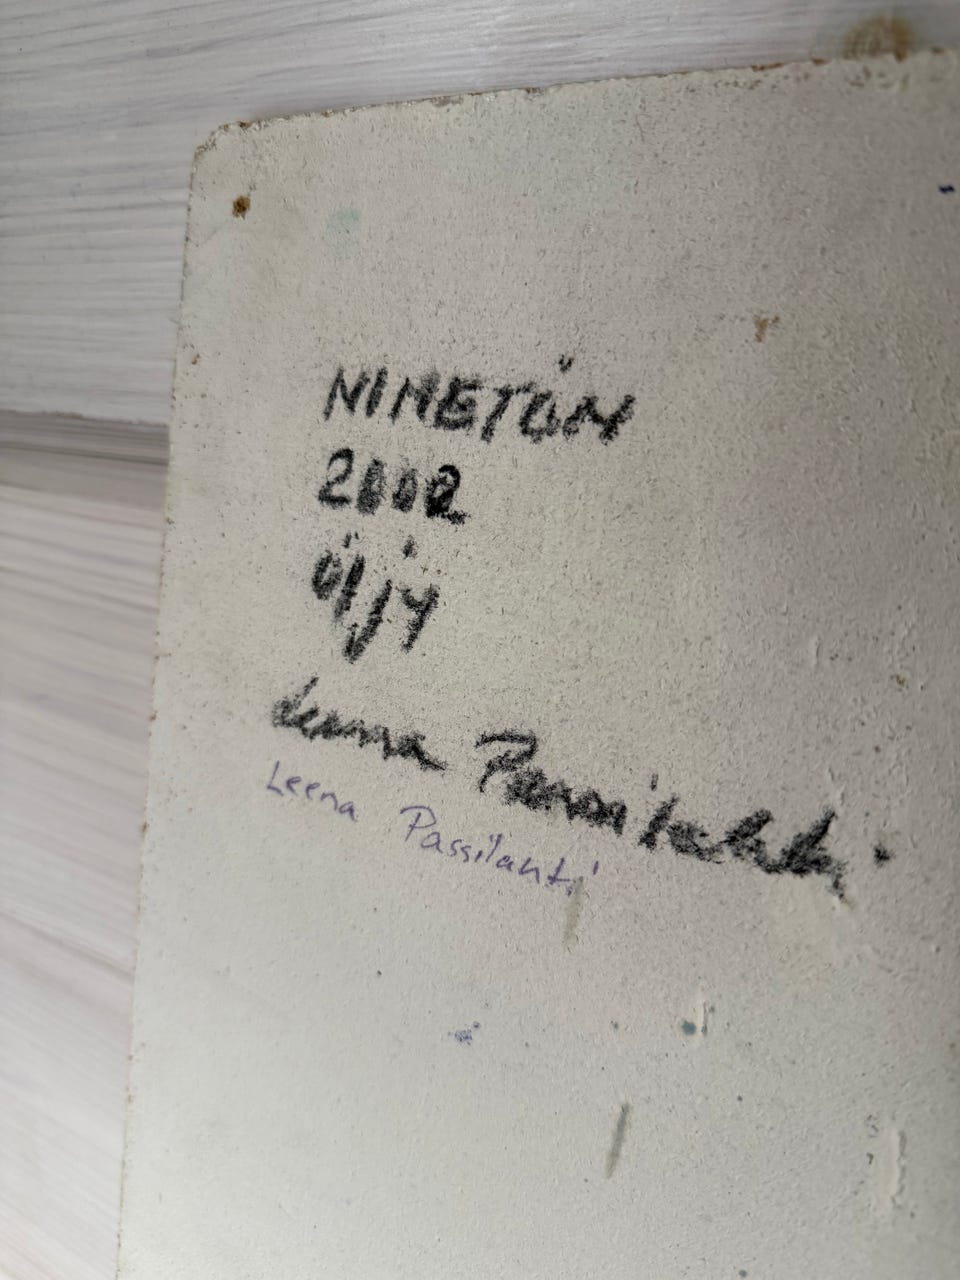 NIMETÖN
2002
ÖLJY
Leena Passilahti
Leena Passilahti